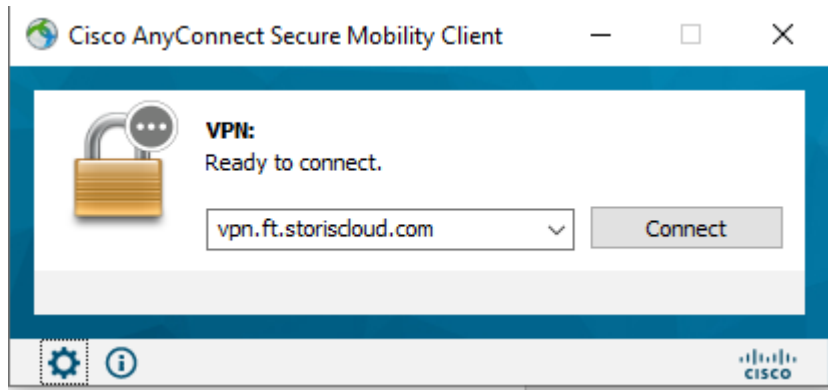 Cisco AnyConnect Secure Mobility Client
VPN:
Ready to connect.
vpn.ft.storiscloud.com
Connect
CISCO